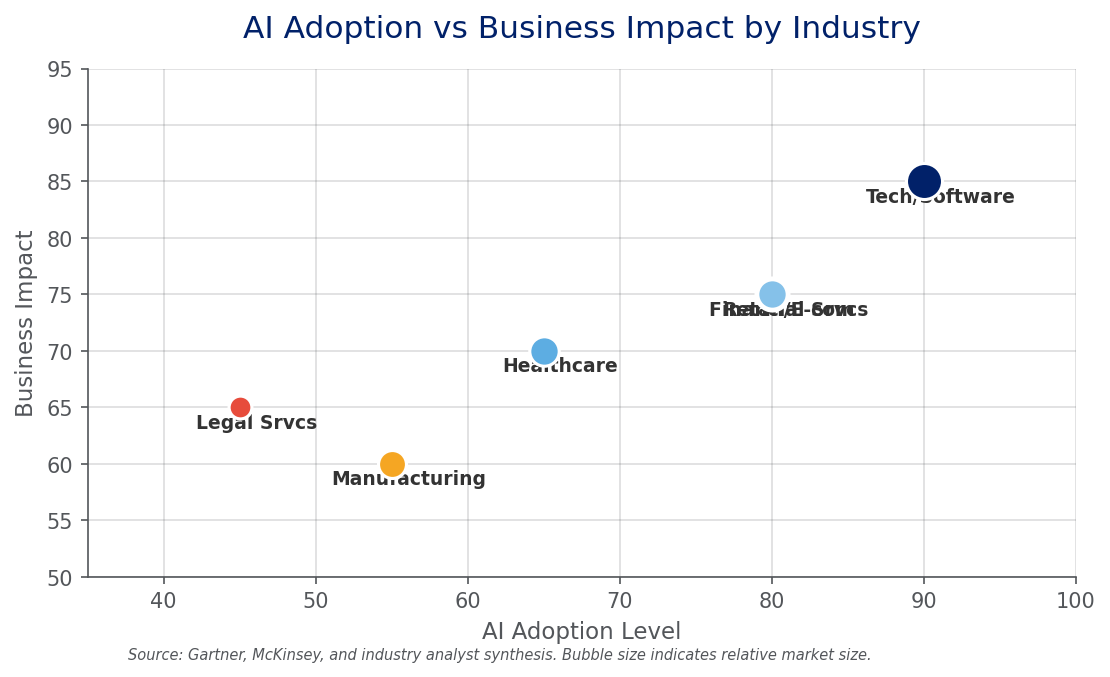 AI Adoption vs Business Impact by Industry
95
90
85
80
75
70
65
60
55
50
Business Impact
Tech/Software
Healthcare
Legal Srvcs
Manufacturing
40
50
60
70
80
90
100
AI Adoption Level
Source: Gartner, McKinsey, and industry analyst synthesis. Bubble size indicates relative market size.